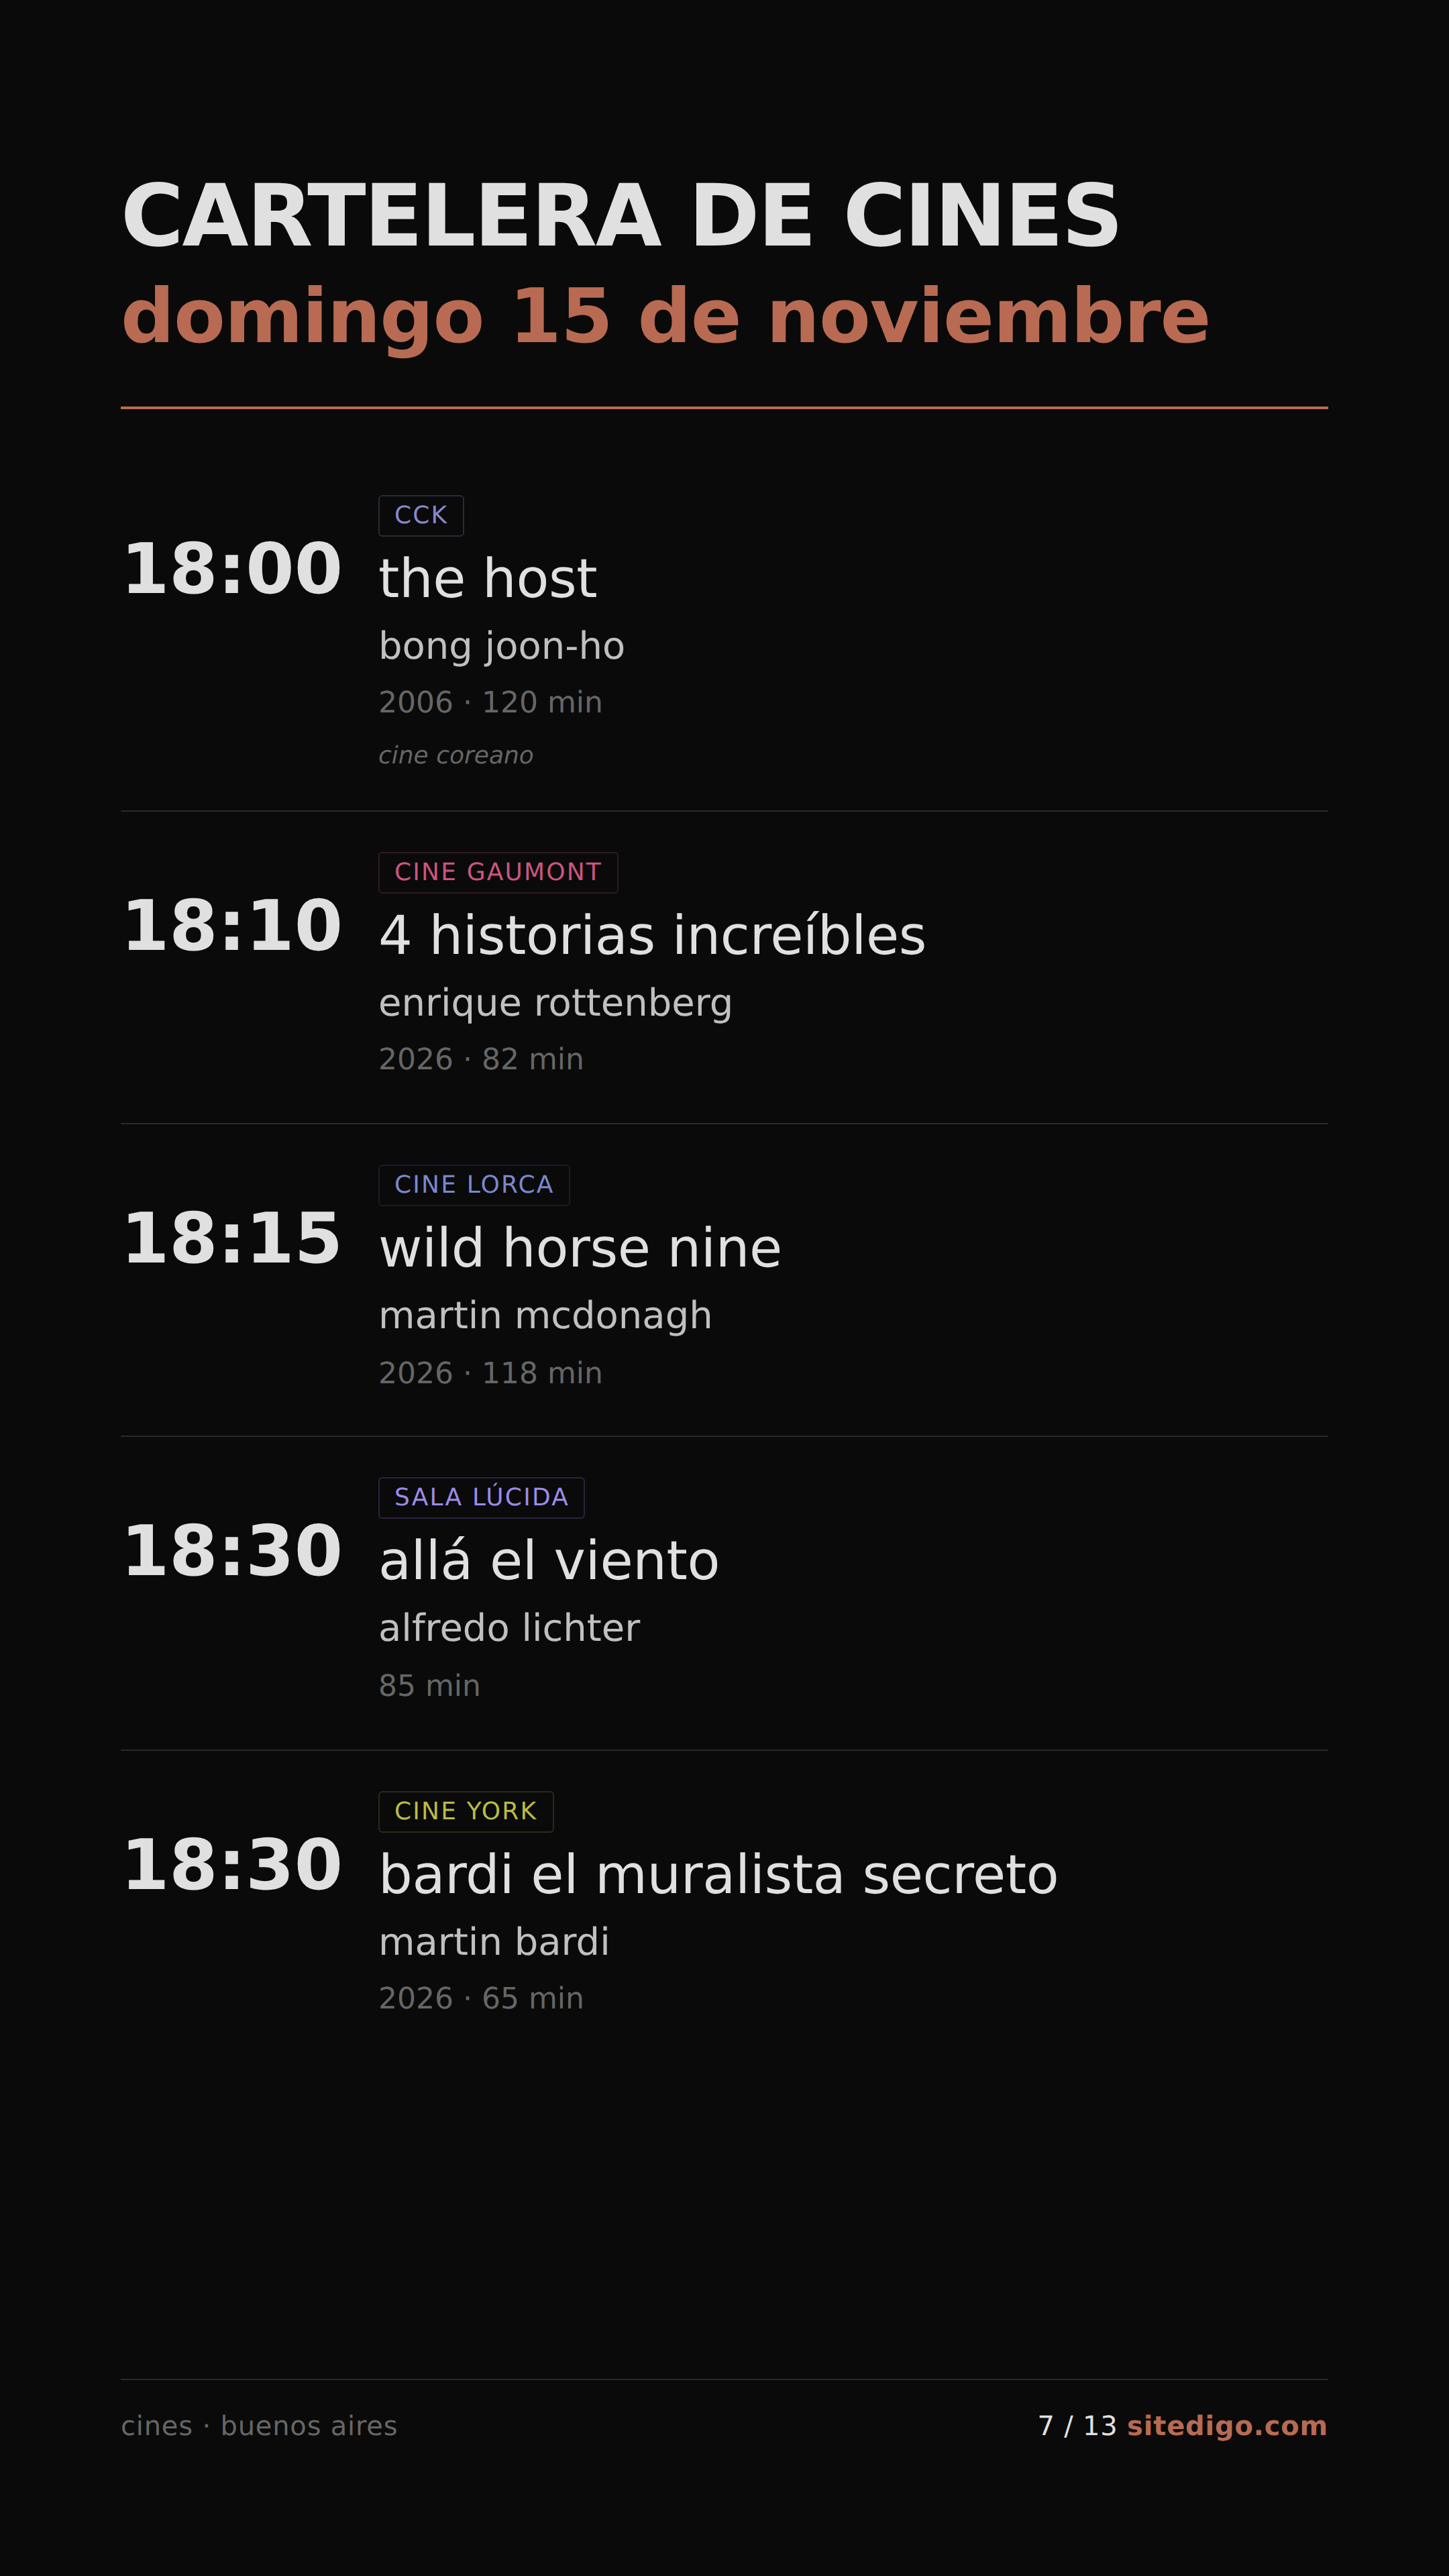 CARTELERA DE CINES
domingo 15 de noviembre
CCK
18:00
the host
bong joon-ho
2006 · 120 min
cine coreano
CINE GAUMONT
18:10
4 historias increíbles
enrique rottenberg
2026 · 82 min
CINE LORCA
18:15
wild horse nine
martin mcdonagh
2026 · 118 min
SALA LÚCIDA
18:30
allá el viento
alfredo lichter
85 min
CINE YORK
18:30
bardi el muralista secreto
martin bardi
2026 · 65 min
cines · buenos aires
7 / 13 sitedigo.com